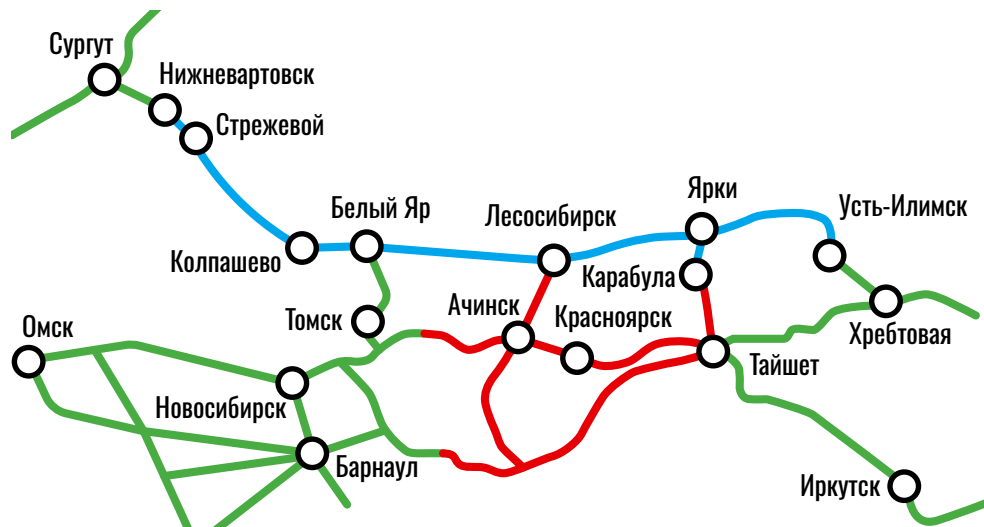 Сургут
Нижневартовск
Стрежевой
Ярки
Усть-Илимск
Белый Яр
Лесосибирск
Колпашево
Карабула
Ачинск
Красноярск
Томск
Омск
Хребтовая
Тайшет
Новосибирск
Барнаул
Иркутск